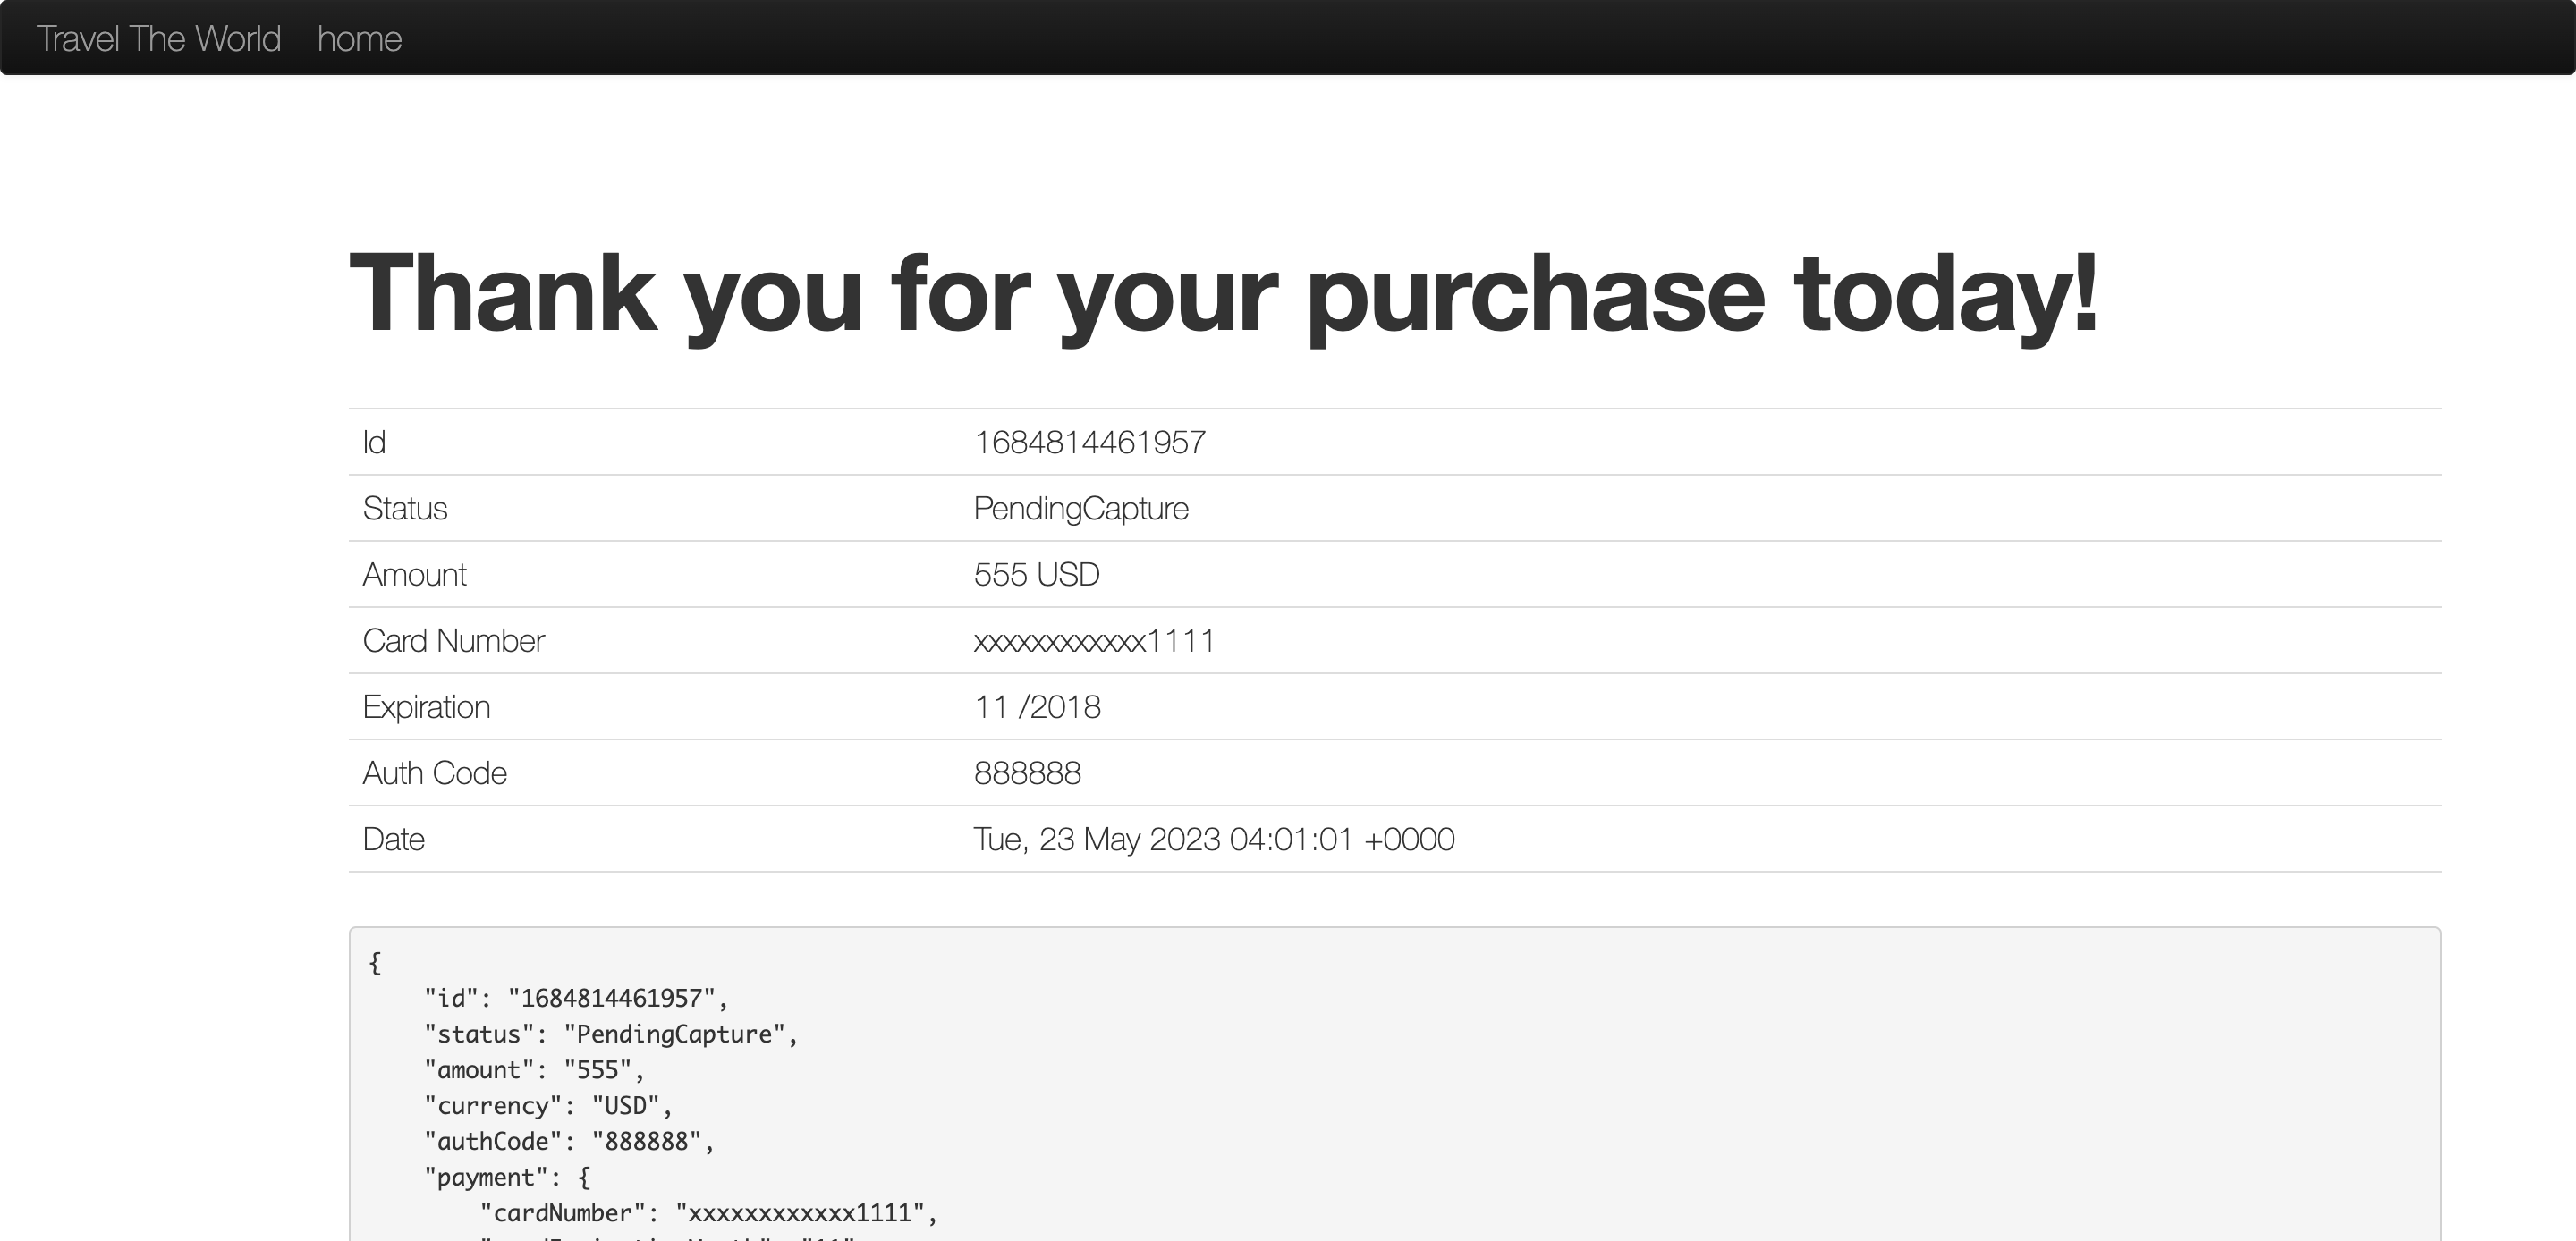 Travel The World home
Thank you for your purchase today!
Id 1684814461957
Status PendingCapture
Amount 555 USD
Card Number xxxxxxxxxxxx1111
Expiration 11 /2018
Auth Code 888888
Date Tue, 23 May 2023 04:01:01 +0000
{
    "id": "1684814461957",
    "status": "PendingCapture",
    "amount": "555",
    "currency": "USD",
    "authCode": "888888",
    "payment": {
        "cardNumber": "xxxxxxxxxxxx1111",